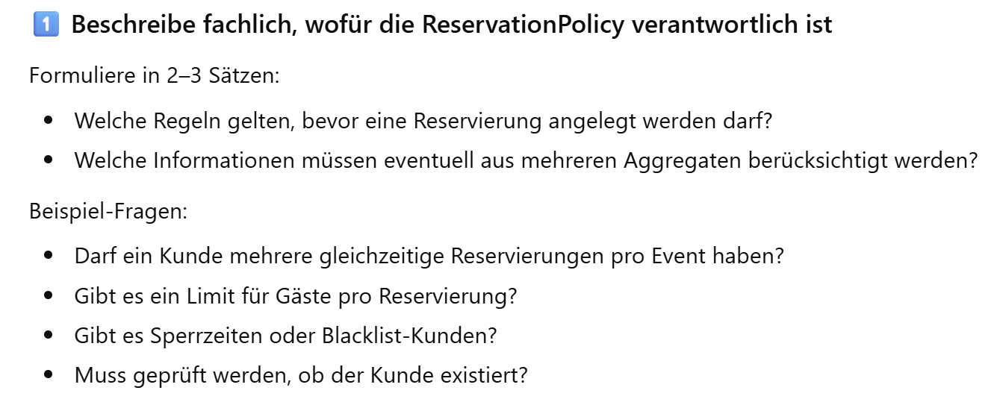 1 Beschreibe fachlich, wofür die ReservationPolicy verantwortlich ist
Formuliere in 2–3 Sätzen:
• Welche Regeln gelten, bevor eine Reservierung angelegt werden darf?
• Welche Informationen müssen eventuell aus mehreren Aggregaten berücksichtigt werden?
Beispiel-Fragen:
• Darf ein Kunde mehrere gleichzeitige Reservierungen pro Event haben?
• Gibt es ein Limit für Gäste pro Reservierung?
• Gibt es Sperrzeiten oder Blacklist-Kunden?
• Muss geprüft werden, ob der Kunde existiert?